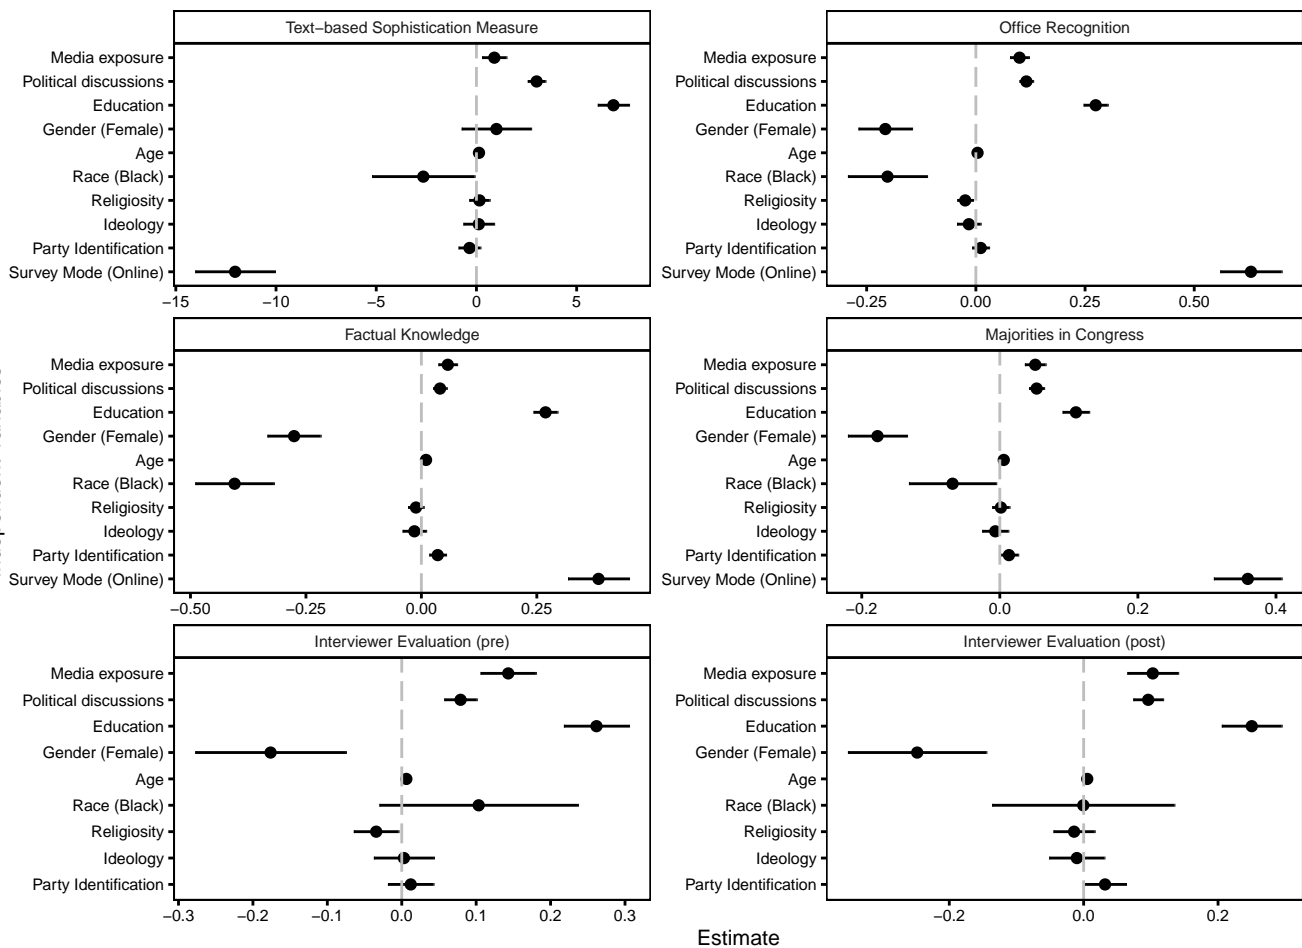 Text−based Sophistication Measure
Media exposure
Political discussions
Education
Gender (Female)
Age
Race (Black)
Religiosity
Ideology
Party Identification
Survey Mode (Online)
−15 −10 −5 0 5
Office Recognition
Media exposure
Political discussions
Education
Gender (Female)
Age
Race (Black)
Religiosity
Ideology
Party Identification
Survey Mode (Online)
−0.25 0.00 0.25 0.50
Factual Knowledge
Media exposure
Political discussions
Education
Gender (Female)
Age
Race (Black)
Religiosity
Ideology
Party Identification
Survey Mode (Online)
−0.50 −0.25 0.00 0.25
Majorities in Congress
Media exposure
Political discussions
Education
Gender (Female)
Age
Race (Black)
Religiosity
Ideology
Party Identification
Survey Mode (Online)
−0.2 0.0 0.2 0.4
Interviewer Evaluation (pre)
Media exposure
Political discussions
Education
Gender (Female)
Age
Race (Black)
Religiosity
Ideology
Party Identification
−0.3 −0.2 −0.1 0.0 0.1 0.2 0.3
Interviewer Evaluation (post)
Media exposure
Political discussions
Education
Gender (Female)
Age
Race (Black)
Religiosity
Ideology
Party Identification
−0.2 0.0 0.2
Estimate